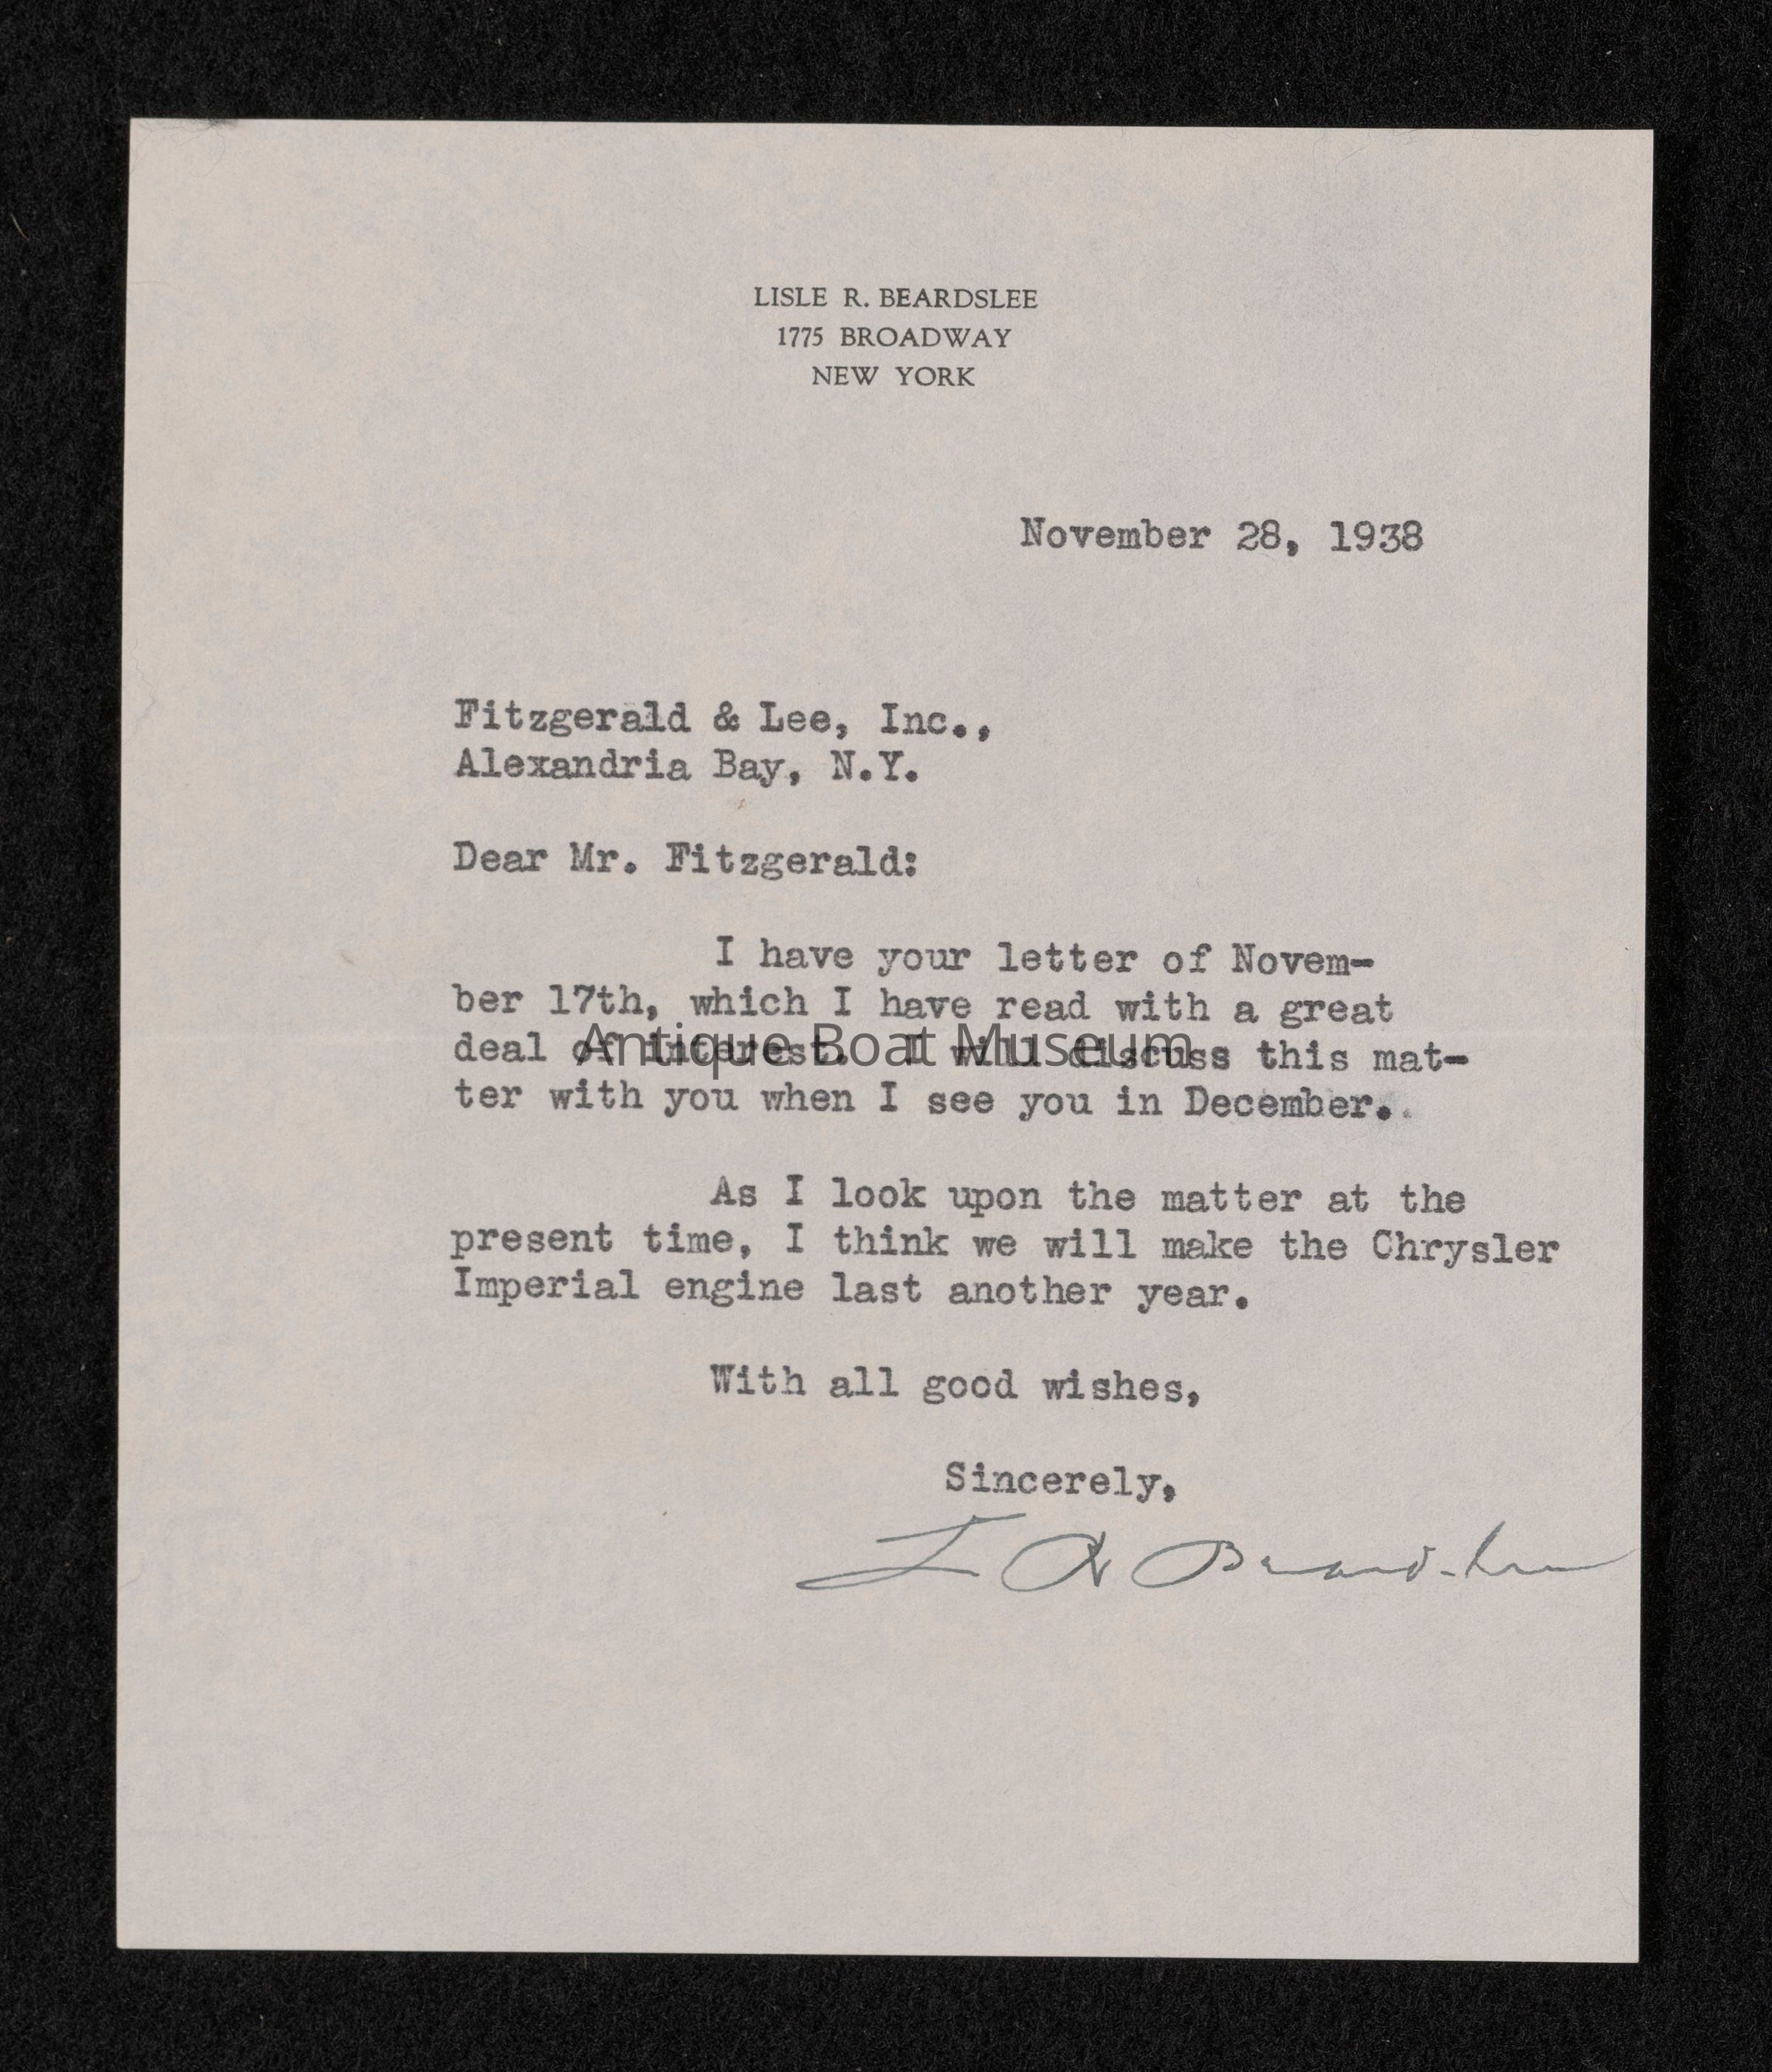 LISLE R. BEARDSLEE
1775 BROADWAY
NEW YORK
November 28, 1938
Fitzgerald & Lee, Inc.,
Alexandria Bay, N.Y.
Dear Mr. Fitzgerald:
I have your letter of Novem-
ber 17th, which I have read with a great
deal of interest. I will discuss this mat-
Antique Boat Museum
ter with you when I see you in December.
As I look upon the matter at the
present time, I think we will make the Chrysler
Imperial engine last another year.
With all good wishes,
Sincerely,
L R Beardslee